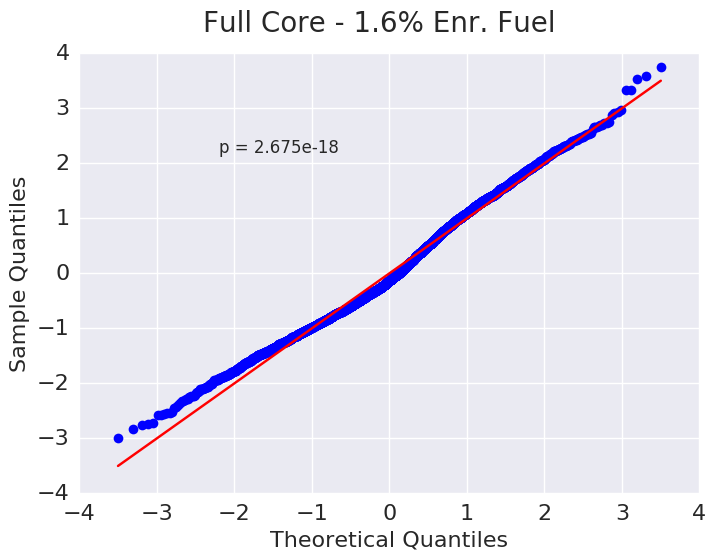 Full Core - 1.6% Enr. Fuel
4
3
2
1
0
−1
−2
−3
−4
p = 2.675e-18
Sample Quantiles
−4 −3 −2 −1 0 1 2 3 4
Theoretical Quantiles